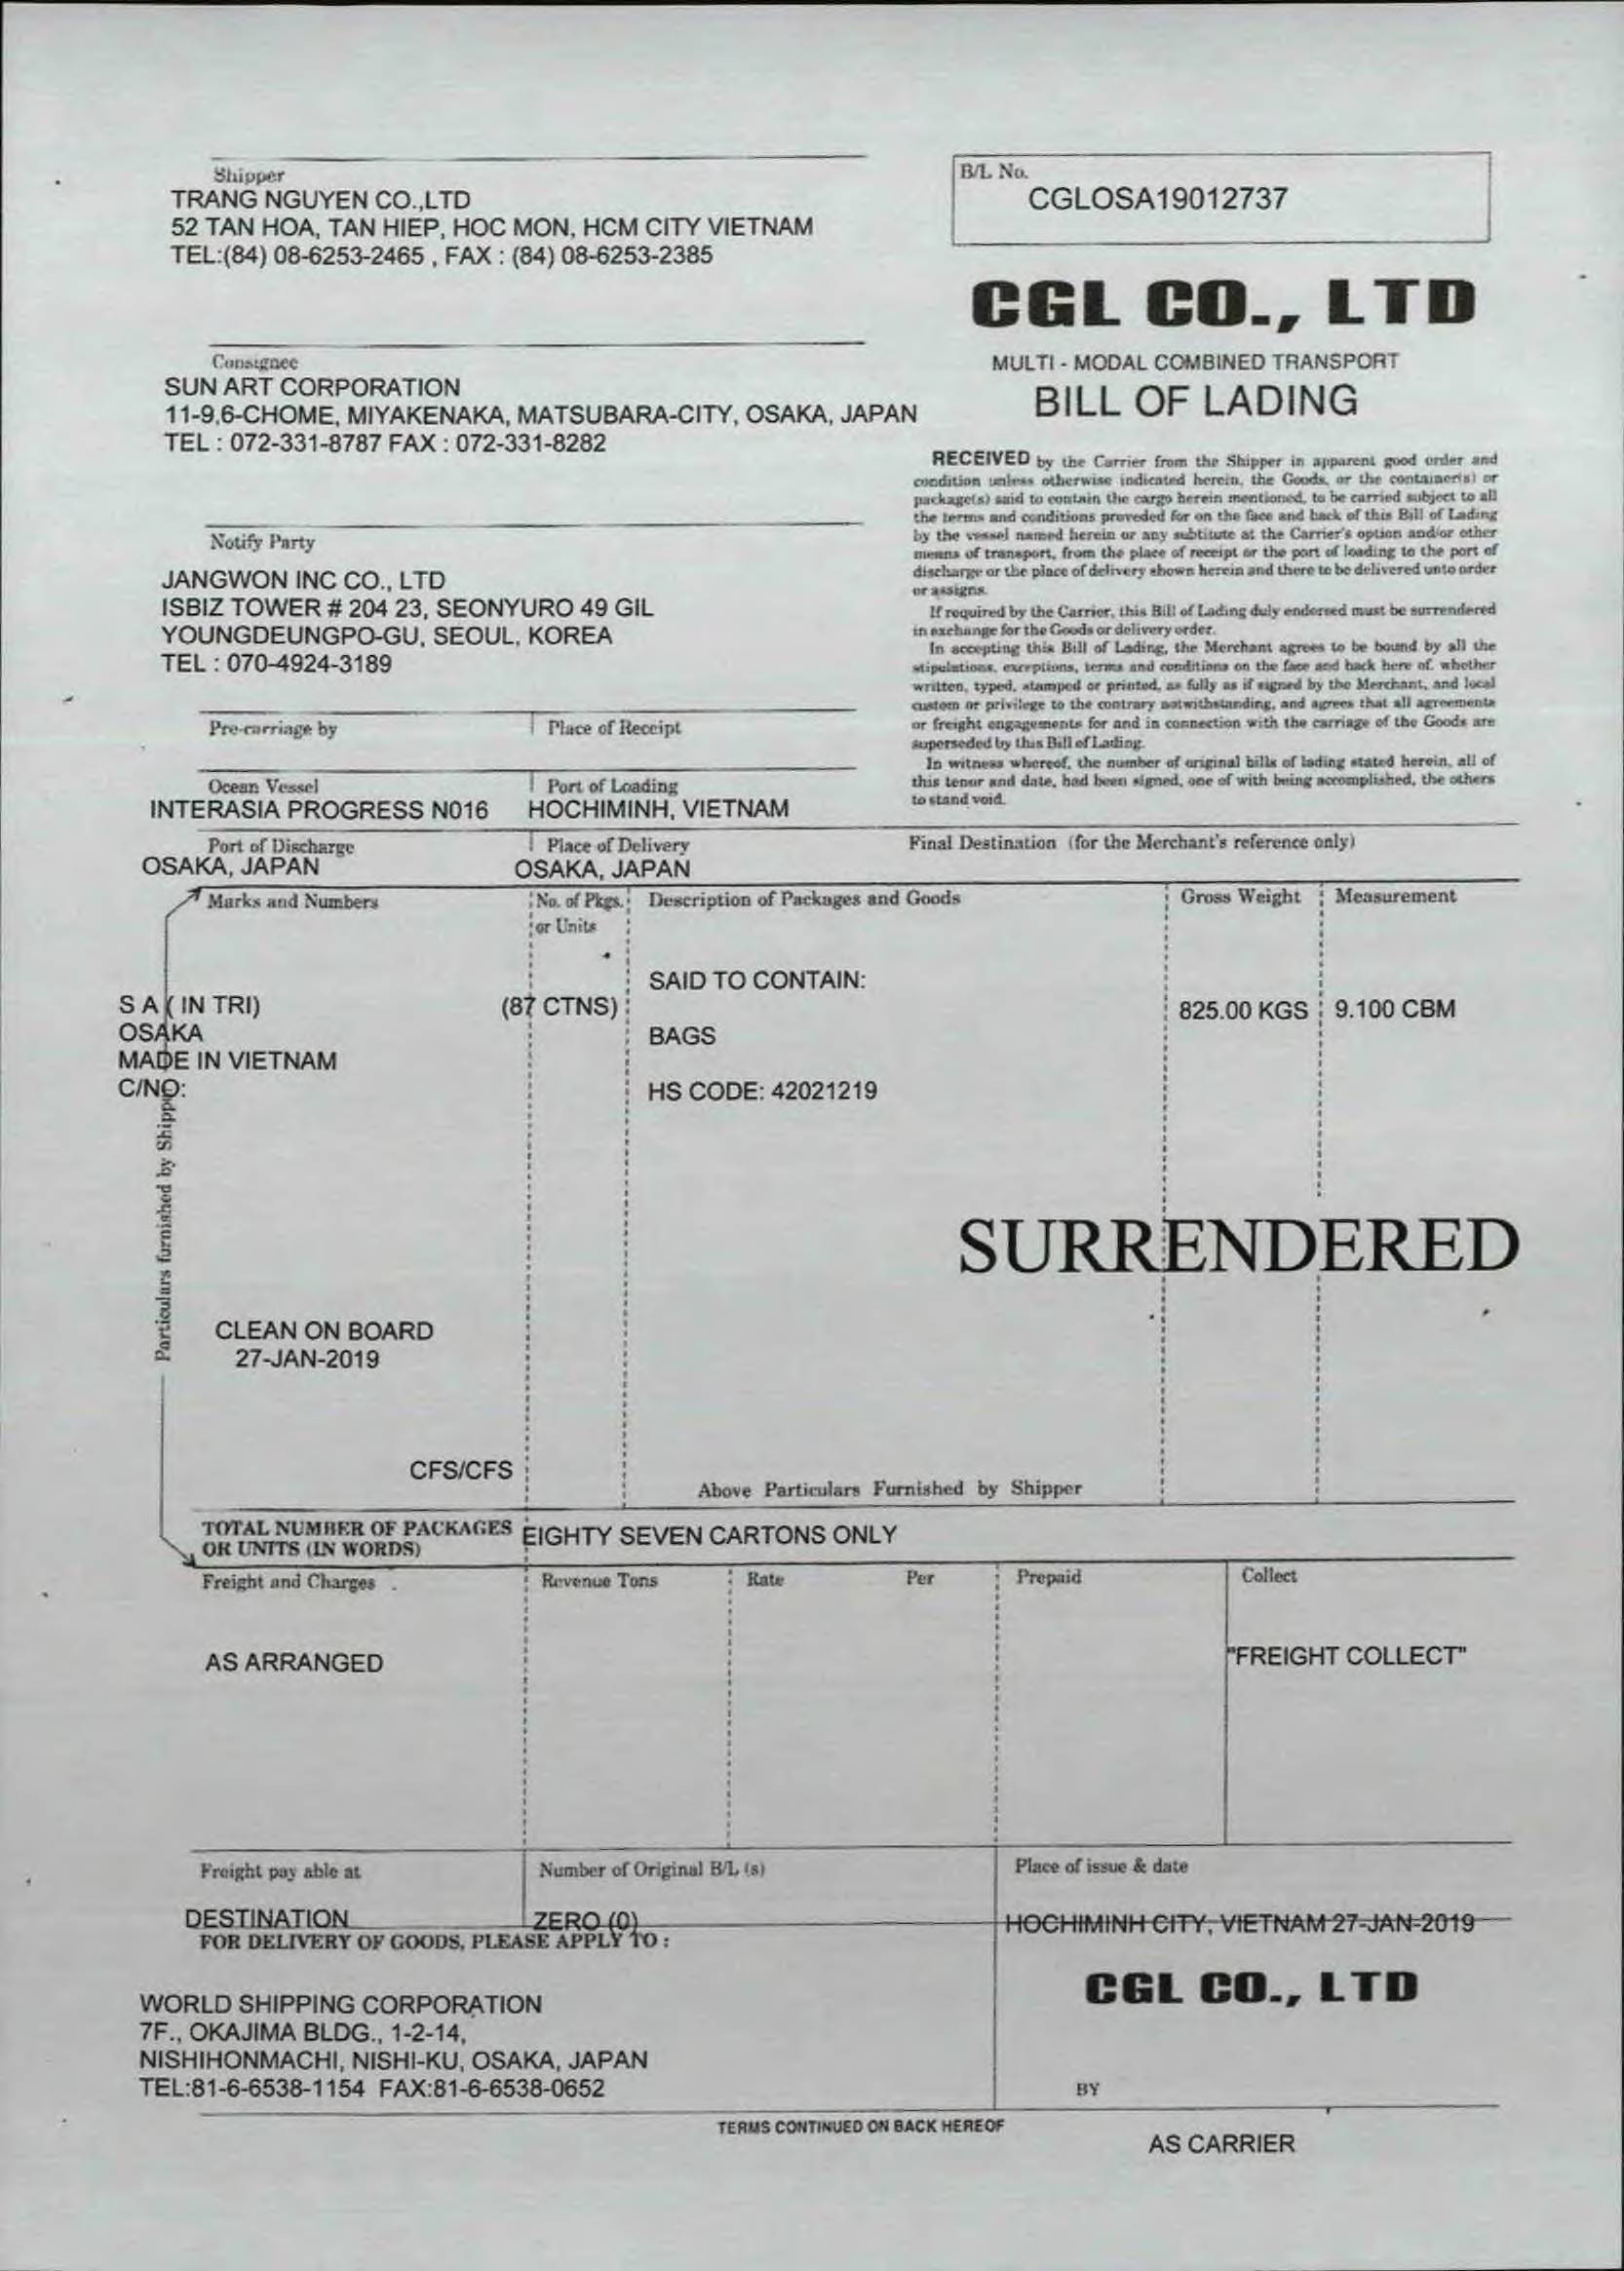 Shipper
TRANG NGUYEN CO.,LTD
52 TAN HOA, TAN HIEP, HOC MON, HCM CITY VIETNAM
TEL:(84) 08-6253-2465 , FAX : (84) 08-6253-2385
B/L No.
CGLOSA19012737
CGL CO., LTD
MULTI - MODAL COMBINED TRANSPORT
BILL OF LADING
Consignee
SUN ART CORPORATION
11-9,6-CHOME, MIYAKENAKA, MATSUBARA-CITY, OSAKA, JAPAN
TEL : 072-331-8787 FAX : 072-331-8282
RECEIVED by the Carrier from the Shipper in apparent good order and
condition unless otherwise indicated herein, the Goods, or the container(s) or
package(s) said to contain the cargo herein mentioned, to be carried subject to all
the terms and conditions proveded for on the face and back of this Bill of Lading
by the vessel named herein or any subtitute at the Carrier's option and/or other
means of transport, from the place of receipt or the port of loading to the port of
discharge or the place of delivery shown herein and there to be delivered unto order
or assigns.
If required by the Carrier, this Bill of Lading duly endorsed must be surrendered
in exchange for the Goods or delivery order.
In accepting this Bill of Lading, the Merchant agrees to be bound by all the
stipulations, exceptions, terms and conditions on the face and back here of, whether
written, typed, stamped or printed, as fully as if signed by the Merchant, and local
custom or privilege to the contrary notwithstanding, and agrees that all agreements
or freight engagements for and in connection with the carriage of the Goods are
superseded by this Bill of Lading.
In witness whereof, the number of original bills of lading stated herein, all of
this tenor and date, had been signed, one of with being accomplished, the others
to stand void.
Notify Party
JANGWON INC CO., LTD
ISBIZ TOWER # 204 23, SEONYURO 49 GIL
YOUNGDEUNGPO-GU, SEOUL, KOREA
TEL : 070-4924-3189
Pre-carriage by
Place of Receipt
Ocean Vessel
INTERASIA PROGRESS N016
Port of Loading
HOCHIMINH, VIETNAM
Port of Discharge
OSAKA, JAPAN
Place of Delivery
OSAKA, JAPAN
Final Destination (for the Merchant's reference only)
Marks and Numbers
No. of Pkgs.
or Units
Description of Packages and Goods
Gross Weight
Measurement
S A ( IN TRI)
OSAKA
MADE IN VIETNAM
C/NO:
(87 CTNS)
SAID TO CONTAIN:
BAGS
HS CODE: 42021219
825.00 KGS
9.100 CBM
Particulars furnished by Shipp
SURRENDERED
CLEAN ON BOARD
27-JAN-2019
CFS/CFS
Above Particulars Furnished by Shipper
TOTAL NUMBER OF PACKAGES
OR UNITS (IN WORDS)
EIGHTY SEVEN CARTONS ONLY
Freight and Charges
Revenue Tons
Rate
Per
Prepaid
Collect
AS ARRANGED
"FREIGHT COLLECT"
Freight pay able at
DESTINATION
Number of Original B/L (s)
ZERO (0)
Place of issue & date
HOCHIMINH CITY, VIETNAM 27-JAN-2019
FOR DELIVERY OF GOODS, PLEASE APPLY TO :
WORLD SHIPPING CORPORATION
7F., OKAJIMA BLDG., 1-2-14,
NISHIHONMACHI, NISHI-KU, OSAKA, JAPAN
TEL:81-6-6538-1154 FAX:81-6-6538-0652
CGL CO., LTD
BY
TERMS CONTINUED ON BACK HEREOF
AS CARRIER